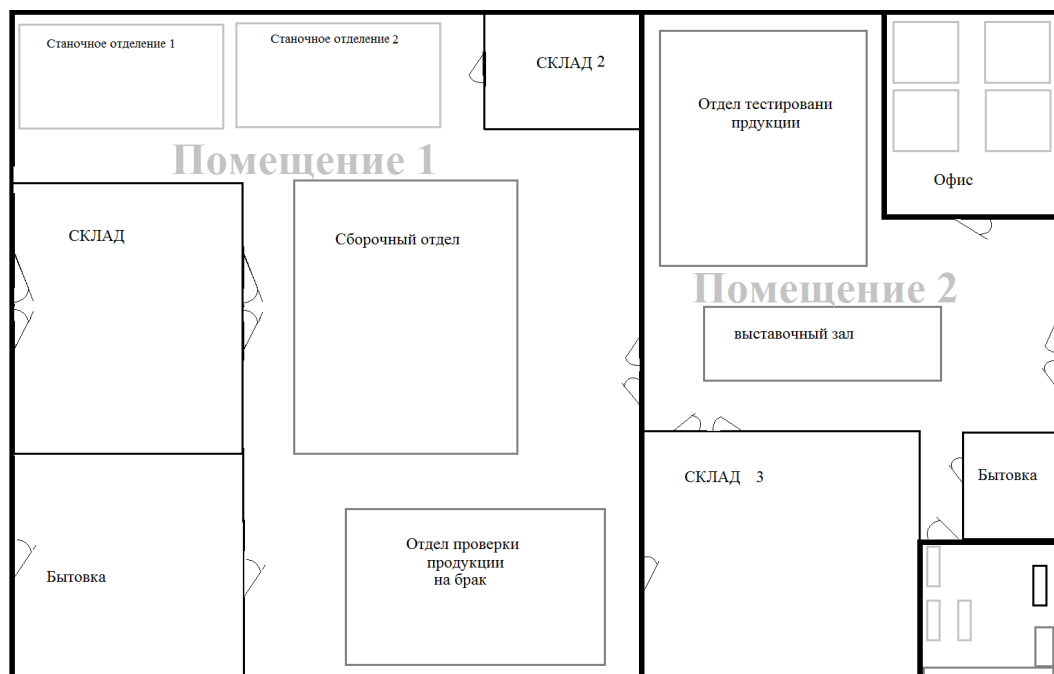 Станочное отделение 1
Станочное отделение 2
СКЛАД 2
Отдел тестировани
прдукции
Офис
Помещение 1
СКЛАД
Сборочный отдел
Помещение 2
выставочный зал
СКЛАД 3
Бытовка
Отдел проверки
продукции
на брак
Бытовка